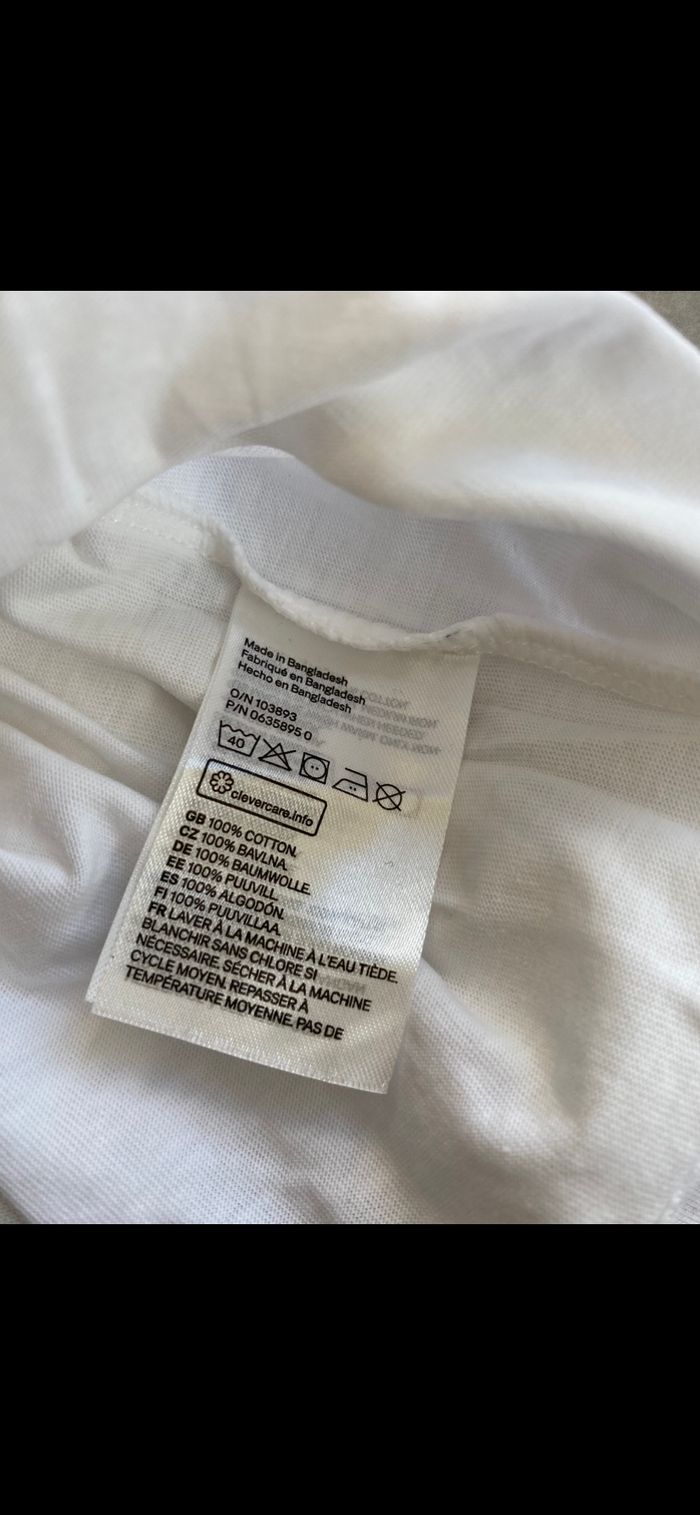 Made in Bangladesh
Fabriqué en Bangladesh
Hecho en Bangladesh
O/N 103893
P/N 0635895 0
40
clevercare.info
GB 100% COTTON.
CZ 100% BAVLNA.
DE 100% BAUMWOLLE.
EE 100% PUUVILL.
ES 100% ALGODÓN.
FI 100% PUUVILLAA.
FR LAVER À LA MACHINE À L'EAU TIÈDE.
BLANCHIR SANS CHLORE SI
NÉCESSAIRE. SÉCHER À LA MACHINE
CYCLE MOYEN. REPASSER À
TEMPÉRATURE MOYENNE. PAS DE